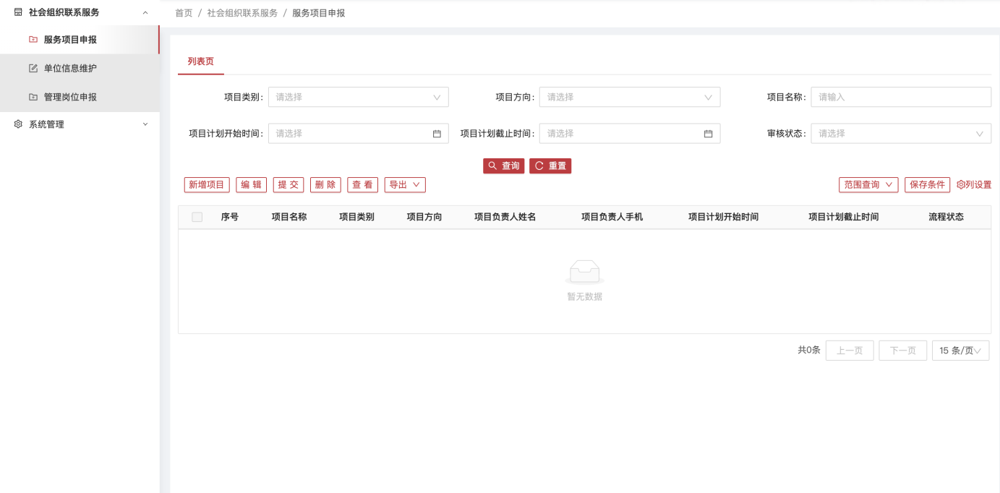 社会组织联系服务
服务项目申报
单位信息维护
管理岗位申报
系统管理
首页 / 社会组织联系服务 / 服务项目申报
列表页
项目类别: 请选择 项目方向: 请选择 项目名称: 请输入
项目计划开始时间: 请选择 项目计划截止时间: 请选择 审核状态: 请选择
查询 重置
新增项目 编辑 提交 删除 查看 导出 范围查询 保存条件 列设置
序号 项目名称 项目类别 项目方向 项目负责人姓名 项目负责人手机 项目计划开始时间 项目计划截止时间 流程状态
暂无数据
共0条 上一页 下一页 15 条/页